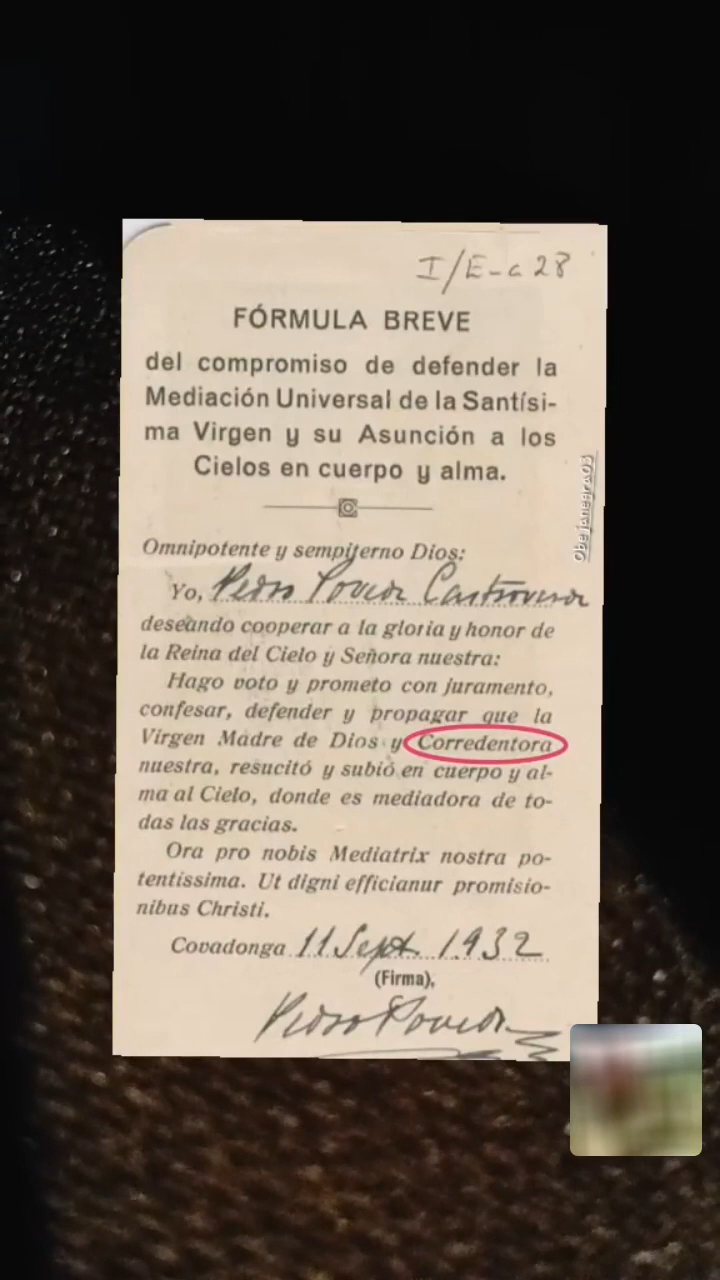 I/E-a 28
FÓRMULA BREVE
del compromiso de defender la
Mediación Universal de la Santísi-
ma Virgen y su Asunción a los
Cielos en cuerpo y alma.
Omnipotente y sempiterno Dios:
Yo, Pedro Poveda Castroverde
deseando cooperar a la gloria y honor de
la Reina del Cielo y Señora nuestra:
Hago voto y prometo con juramento,
confesar, defender y propagar que la
Virgen Madre de Dios y Corredentora
nuestra, resucitó y subió en cuerpo y al-
ma al Cielo, donde es mediadora de to-
das las gracias.
Ora pro nobis Mediatrix nostra po-
tentissima. Ut digni efficianur promisio-
nibus Christi.
Covadonga 11 Sept. 1932
(Firma),
Pedro Poveda